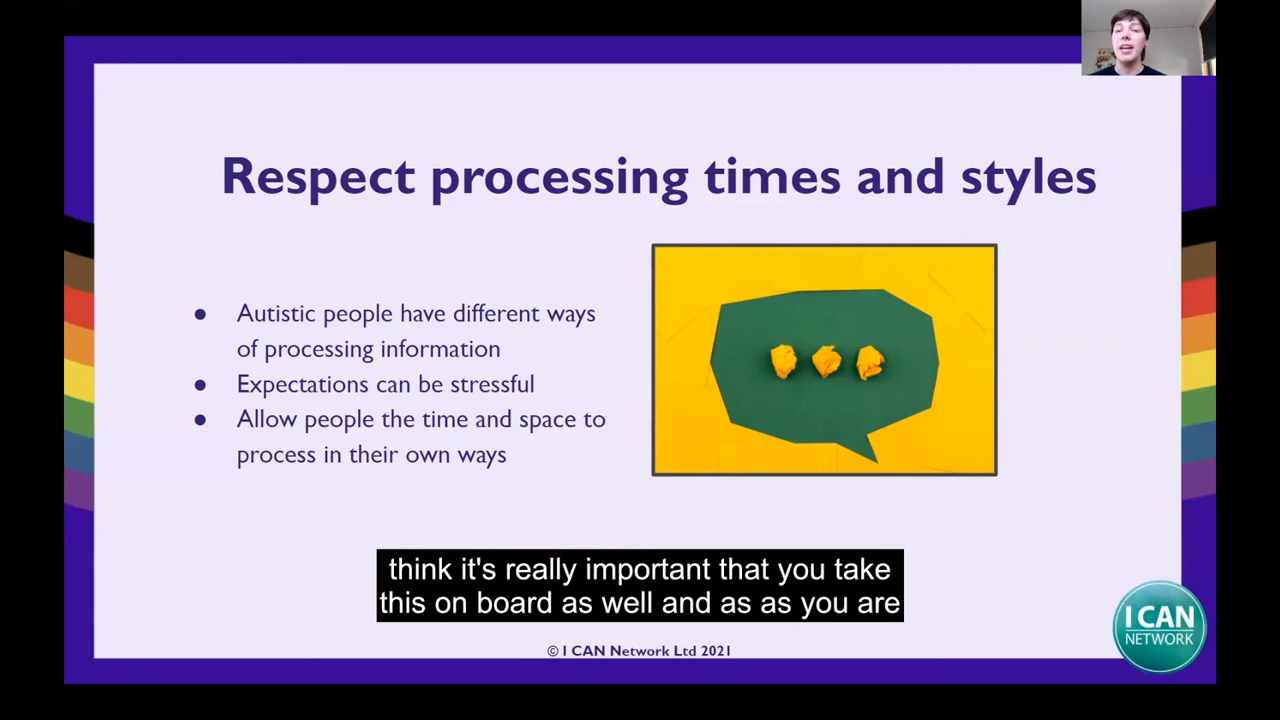 Respect processing times and styles
● Autistic people have different ways
of processing information
● Expectations can be stressful
● Allow people the time and space to
process in their own ways
think it's really important that you take
this on board as well and as as you are
© I CAN Network Ltd 2021
I CAN
NETWORK